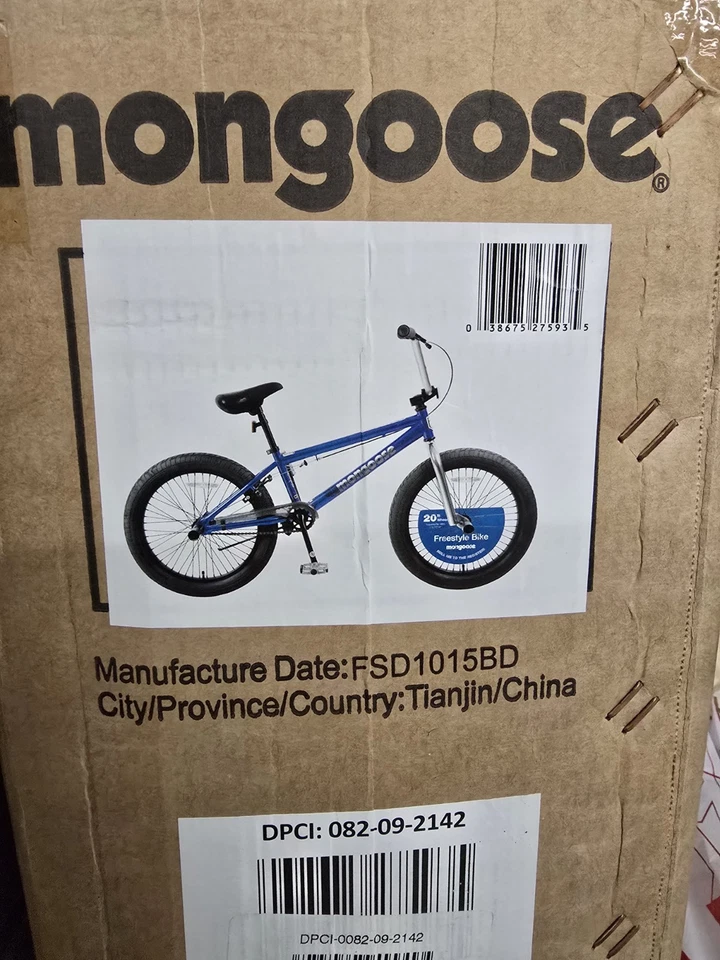 mongoose®
0 38675 27593 5
mongoose
20"
Freestyle Bike
mongoose
Manufacture Date:FSD1015BD
City/Province/Country:Tianjin/China
DPCI: 082-09-2142
DPCI-0082-09-2142